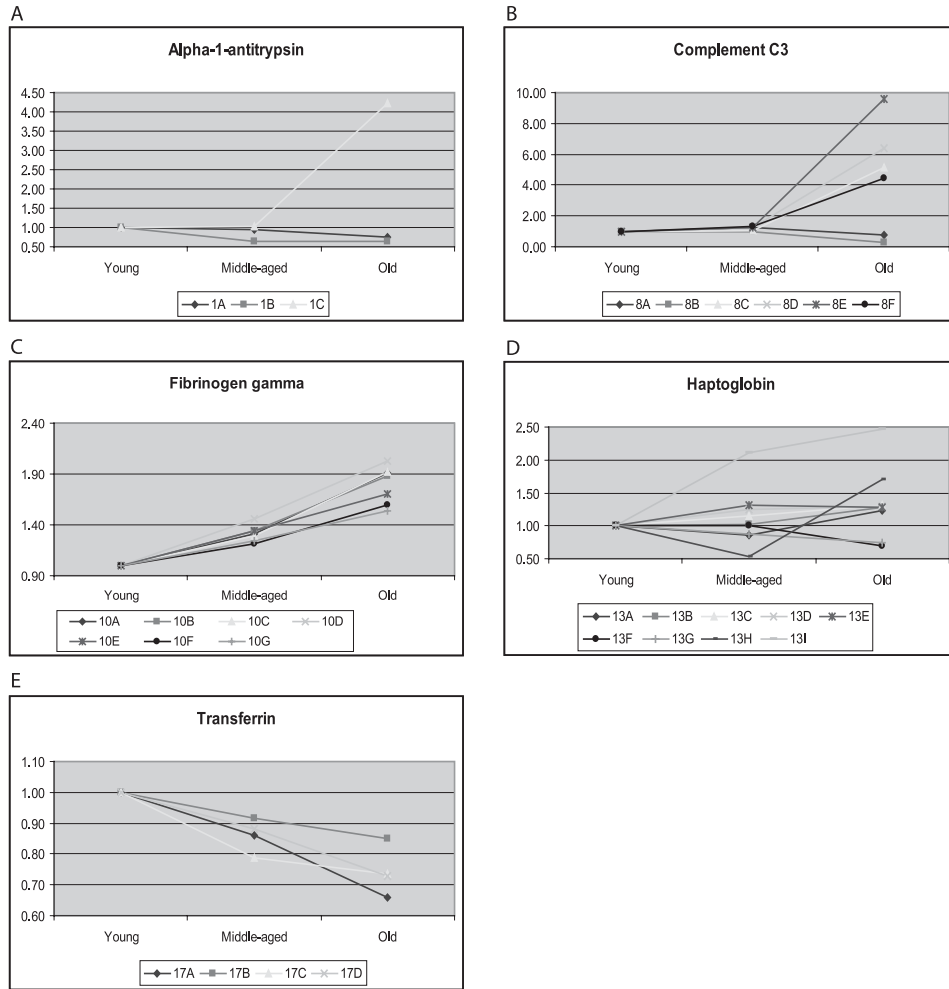 A
Alpha-1-antitrypsin
4.50
4.00
3.50
3.00
2.50
2.00
1.50
1.00
0.50
Young Middle-aged Old
1A 1B 1C
B
Complement C3
10.00
8.00
6.00
4.00
2.00
0.00
Young Middle-aged Old
8A 8B 8C 8D 8E 8F
C
Fibrinogen gamma
2.40
1.90
1.40
0.90
Young Middle-aged Old
10A 10B 10C 10D
10E 10F 10G
D
Haptoglobin
2.50
2.00
1.50
1.00
0.50
Young Middle-aged Old
13A 13B 13C 13D 13E
13F 13G 13H 13I
E
Transferrin
1.10
1.00
0.90
0.80
0.70
0.60
Young Middle-aged Old
17A 17B 17C 17D